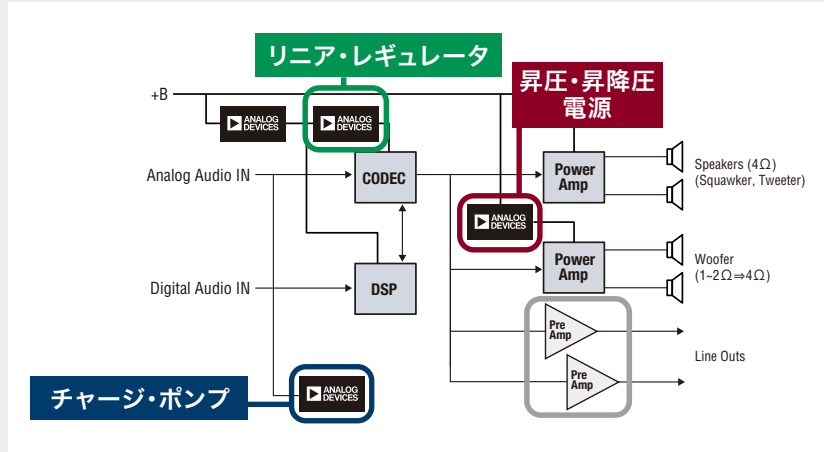 リニア・レギュレータ
昇圧・昇降圧
電源
+B
ANALOG
DEVICES
ANALOG
DEVICES
Analog Audio IN
CODEC
Power
Amp
Speakers (4Ω)
(Squawker, Tweeter)
ANALOG
DEVICES
Power
Amp
Woofer
(1~2Ω⇒4Ω)
Digital Audio IN
DSP
Pre
Amp
Line Outs
Pre
Amp
チャージ・ポンプ
ANALOG
DEVICES